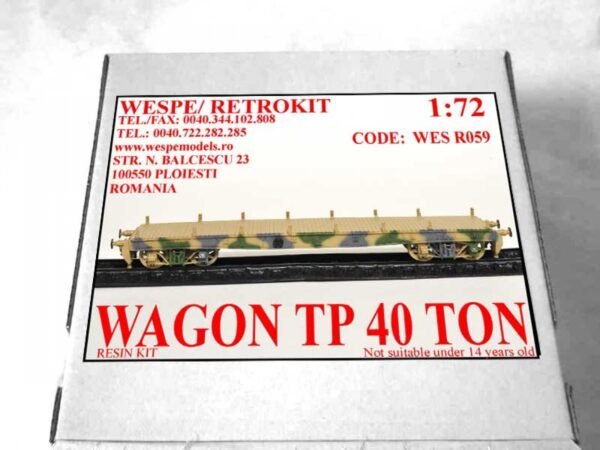 WESPE/ RETROKIT
1:72
TEL./FAX: 0040.344.102.808
TEL.: 0040.722.282.285
CODE: WES R059
www.wespemodels.ro
STR. N. BALCESCU 23
100550 PLOIESTI
ROMANIA
WAGON TP 40 TON
RESIN KIT
Not suitable under 14 years old